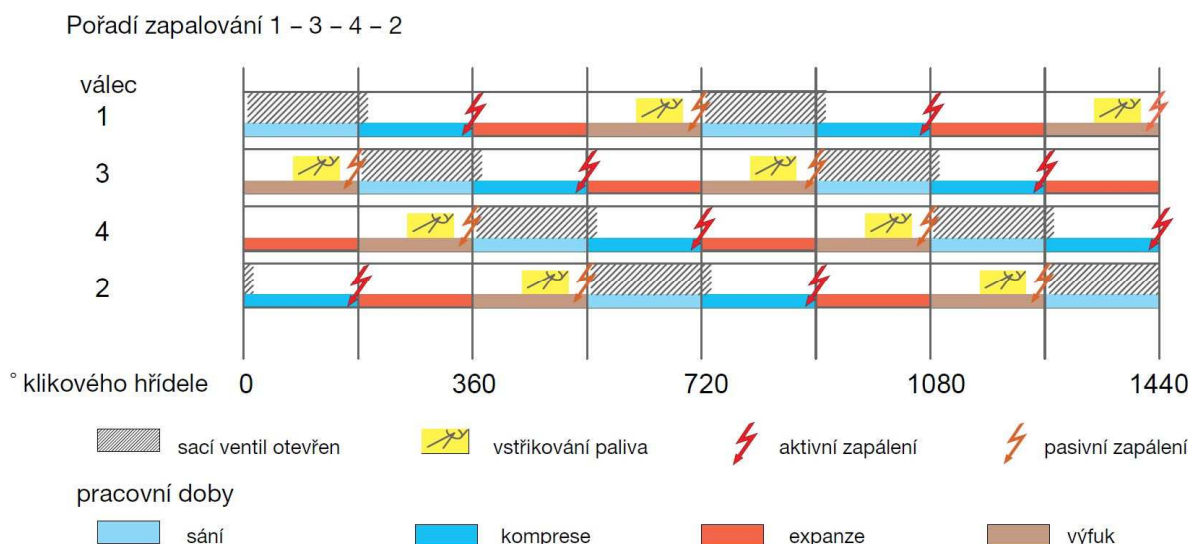 Pořadí zapalování 1 – 3 – 4 – 2
válec
1
3
4
2
° klikového hřídele 0 360 720 1080 1440
sací ventil otevřen vstřikování paliva aktivní zapálení pasivní zapálení
pracovní doby
sání komprese expanze výfuk